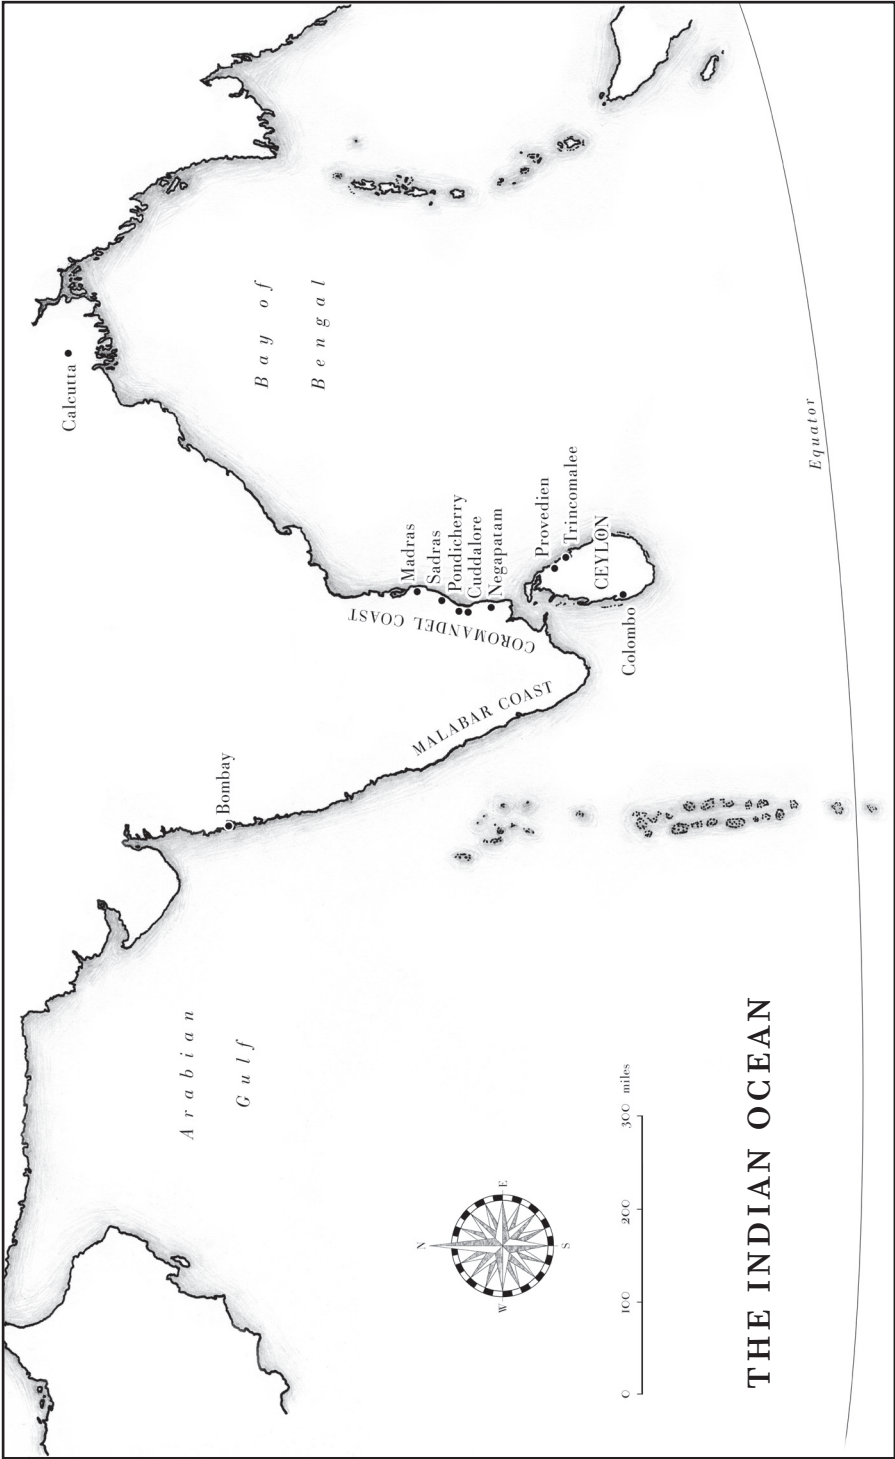 Calcutta
Bay of
Bengal
Bombay
Madras
Sadras
Pondicherry
Cuddalore
Negapatam
COROMANDEL COAST
MALABAR COAST
Provedien
Trincomalee
CEYLON
Colombo
Arabian
Gulf
Equator
N
E
S
W
0 100 200 300 miles
THE INDIAN OCEAN